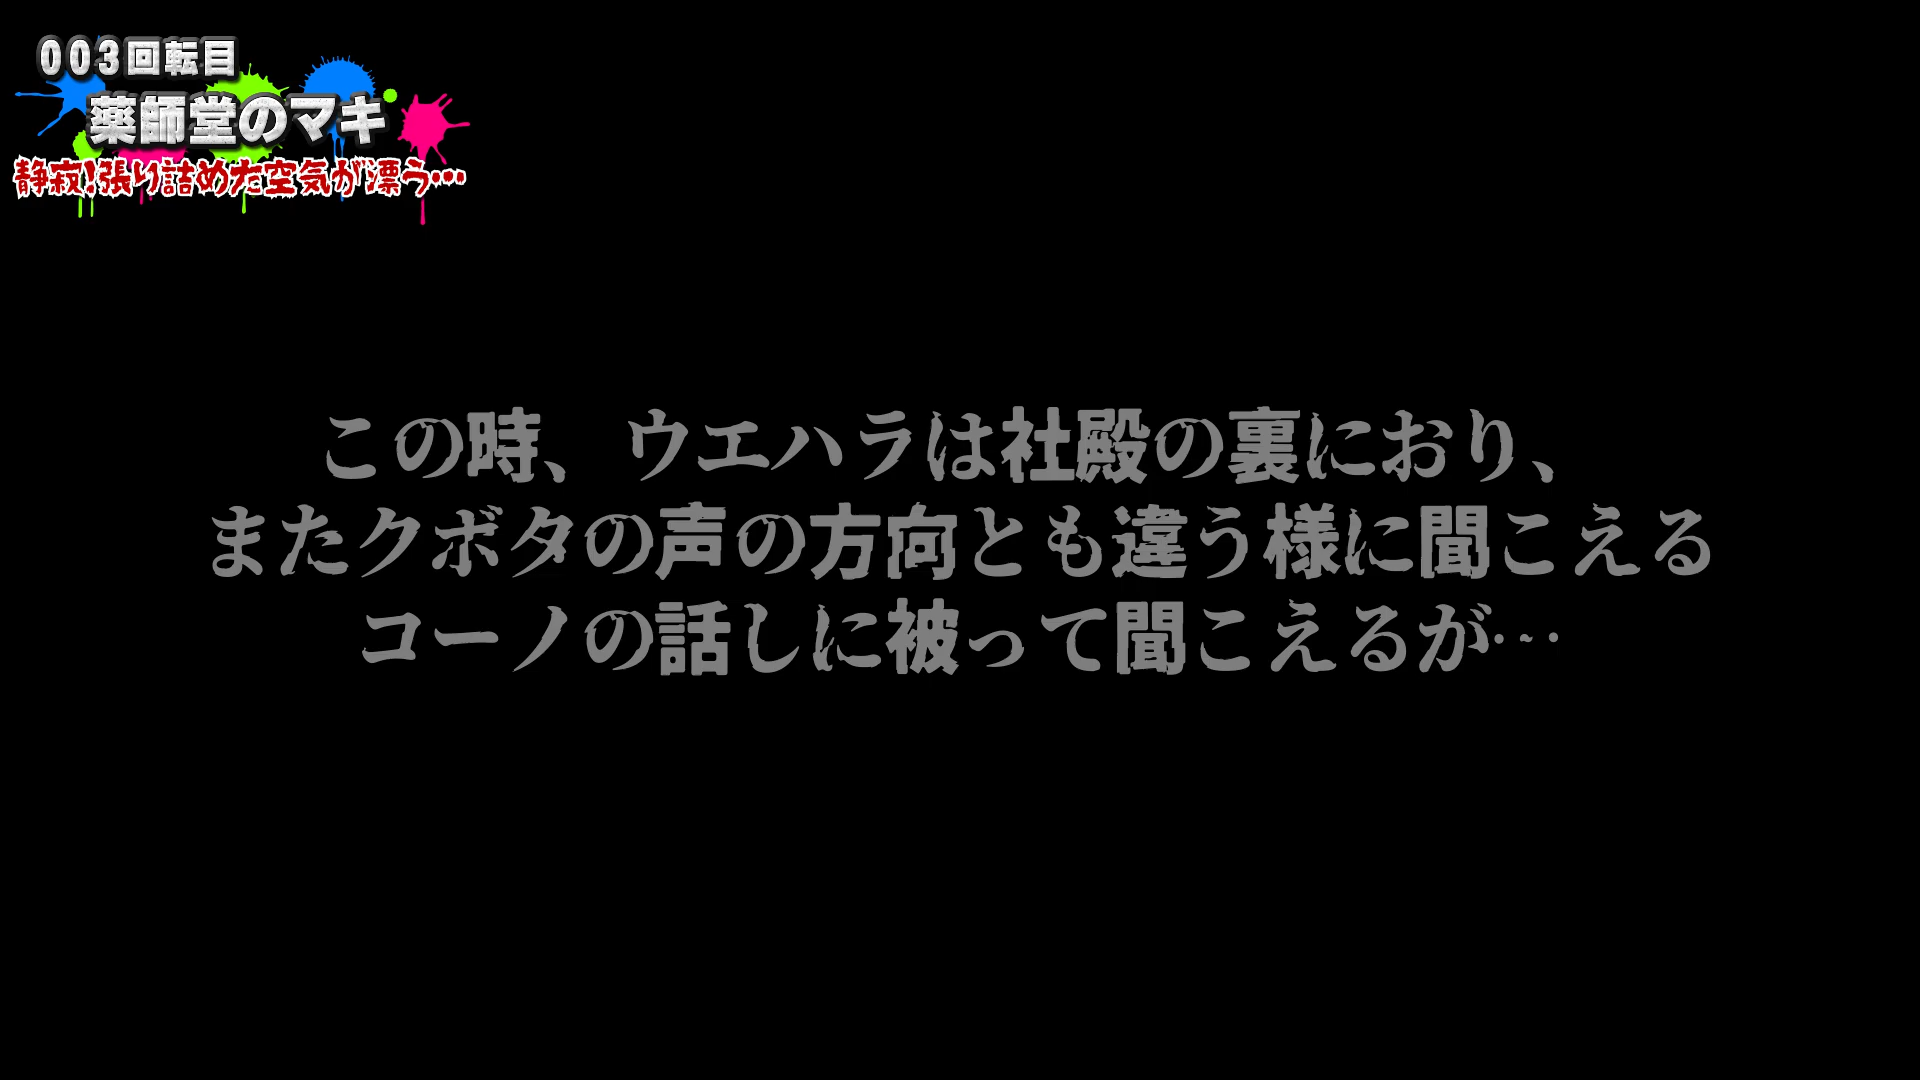 003回転目
薬師堂のマキ
静寂!張り詰めた空気が漂う…
この時、ウエハラは社殿の裏におり、
またクボタの声の方向とも違う様に聞こえる
コーノの話しに被って聞こえるが…